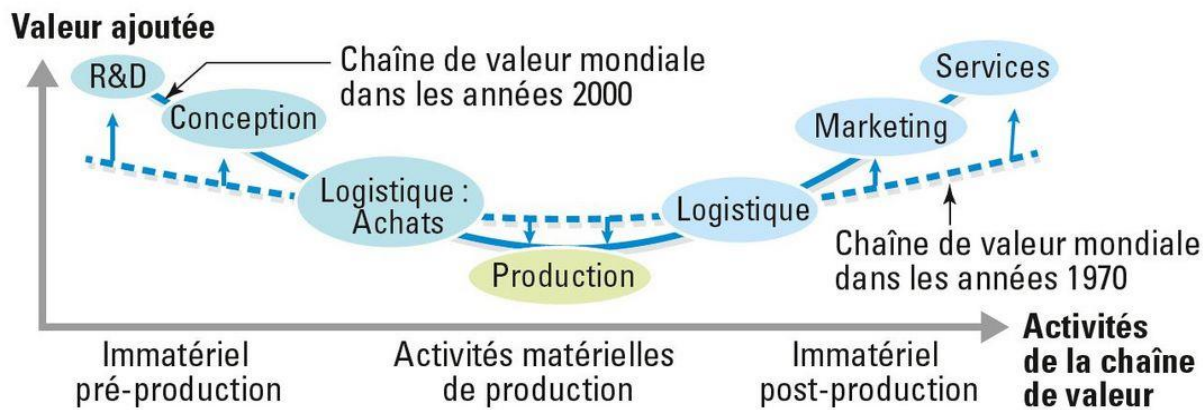 Valeur ajoutée
R&D
Chaîne de valeur mondiale
dans les années 2000
Conception
Services
Marketing
Logistique :
Achats
Logistique
Production
Chaîne de valeur mondiale
dans les années 1970
Immatériel
pré-production
Activités matérielles
de production
Immatériel
post-production
Activités
de la chaîne
de valeur